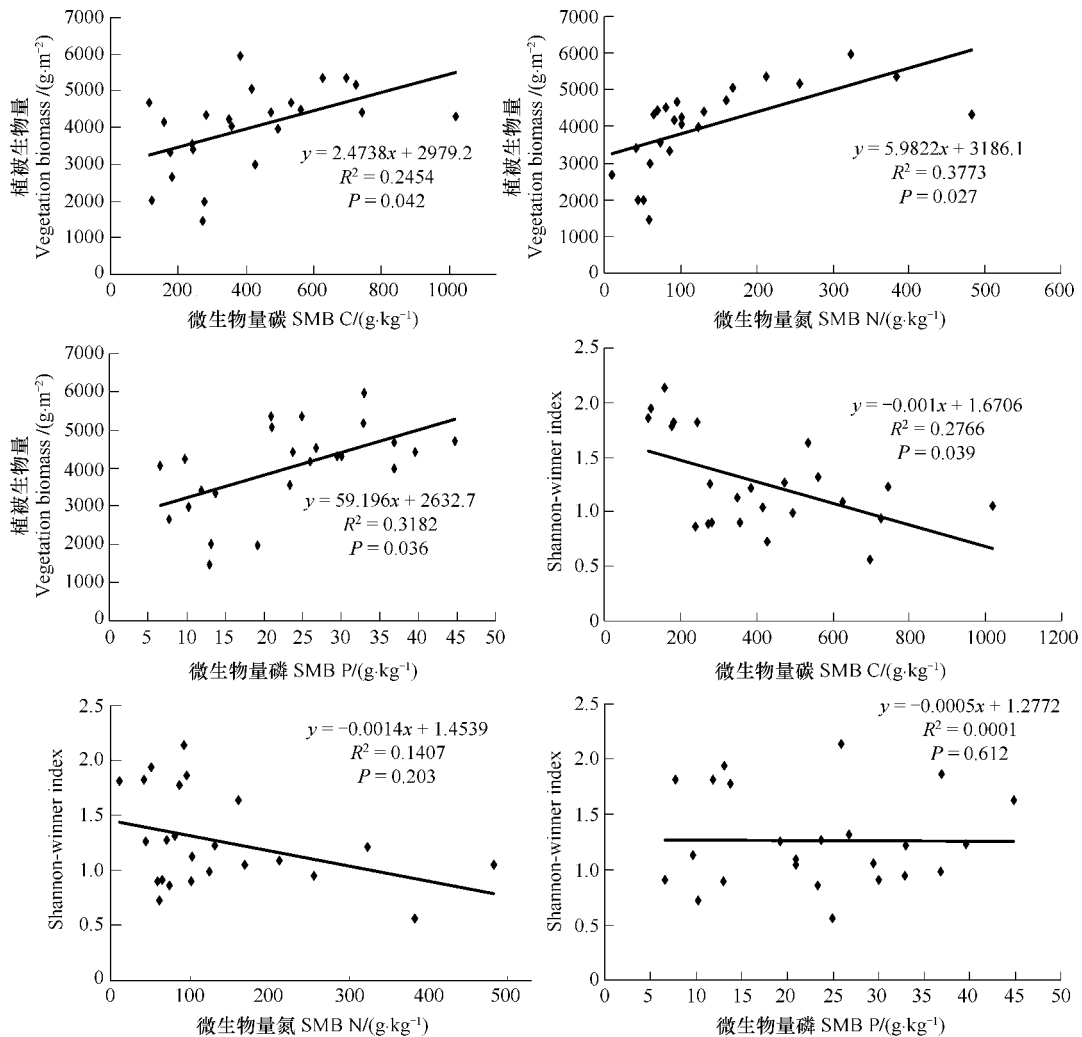 7000
6000
5000
4000
3000
2000
1000
0
植被生物量
Vegetation biomass /(g·m⁻²)
y = 2.4738x + 2979.2
R² = 0.2454
P = 0.042
0
200
400
600
800
1000
微生物量碳 SMB C/(g·kg⁻¹)
7000
6000
5000
4000
3000
2000
1000
0
植被生物量
Vegetation biomass /(g·m⁻²)
y = 5.9822x + 3186.1
R² = 0.3773
P = 0.027
0
100
200
300
400
500
600
微生物量氮 SMB N/(g·kg⁻¹)
7000
6000
5000
4000
3000
2000
1000
0
植被生物量
Vegetation biomass /(g·m⁻²)
y = 59.196x + 2632.7
R² = 0.3182
P = 0.036
0
5
10
15
20
25
30
35
40
45
50
微生物量磷 SMB P/(g·kg⁻¹)
2.5
2.0
1.5
1.0
0.5
0
Shannon-winner index
y = −0.001x + 1.6706
R² = 0.2766
P = 0.039
0
200
400
600
800
1000
1200
微生物量碳 SMB C/(g·kg⁻¹)
2.5
2.0
1.5
1.0
0.5
0
Shannon-winner index
y = −0.0014x + 1.4539
R² = 0.1407
P = 0.203
0
100
200
300
400
500
微生物量氮 SMB N/(g·kg⁻¹)
2.5
2.0
1.5
1.0
0.5
0
Shannon-winner index
y = −0.0005x + 1.2772
R² = 0.0001
P = 0.612
0
5
10
15
20
25
30
35
40
45
50
微生物量磷 SMB P/(g·kg⁻¹)